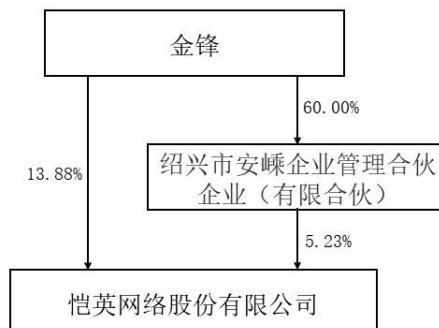 金锋
60.00%
13.88%
绍兴市安嵊企业管理合伙
企业（有限合伙）
5.23%
恺英网络股份有限公司